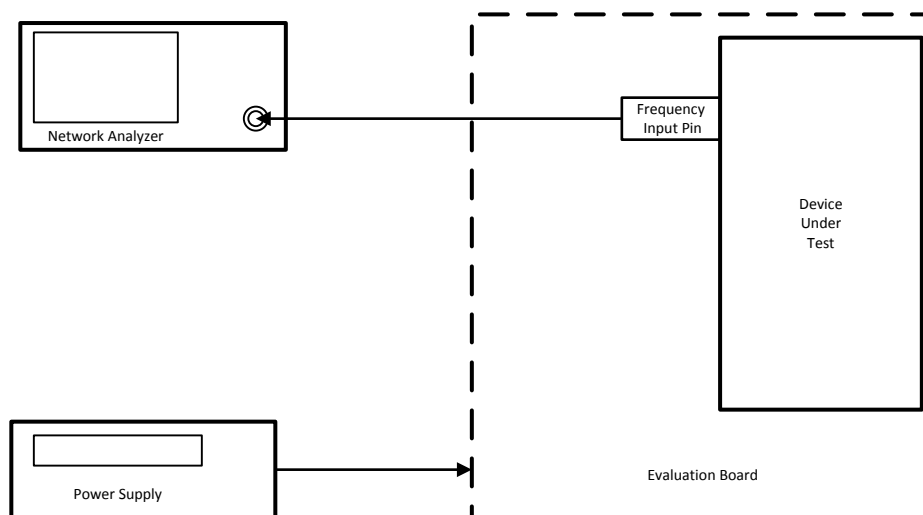 Network Analyzer
Frequency
Input Pin
Device
Under
Test
Power Supply
Evaluation Board